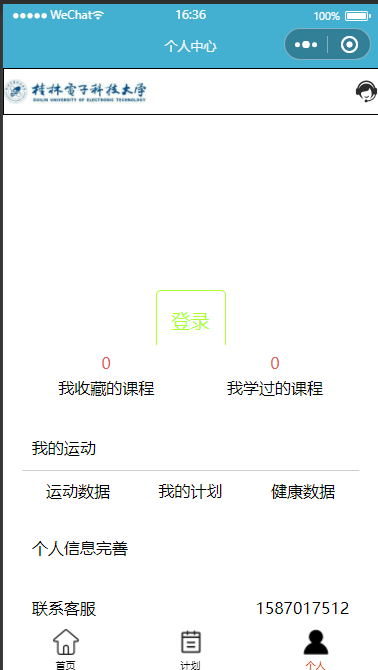 WeChat 16:36 100%
个人中心
桂林电子科技大学
GUILIN UNIVERSITY OF ELECTRONIC TECHNOLOGY
登录
0 0
我收藏的课程 我学过的课程
我的运动
运动数据 我的计划 健康数据
个人信息完善
联系客服 1587017512
首页 计划 个人